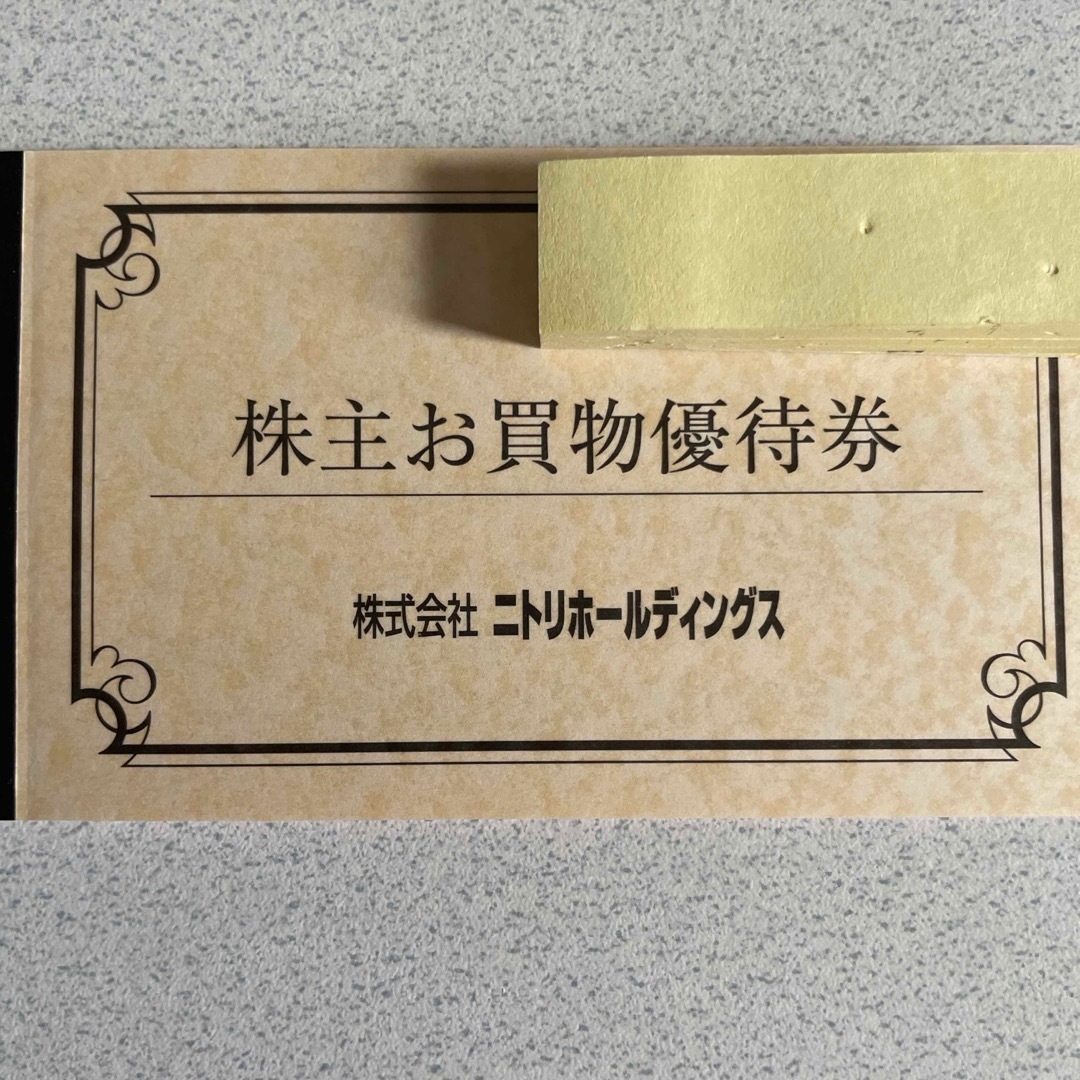 株主お買物優待券
株式会社 ニトリホールディングス